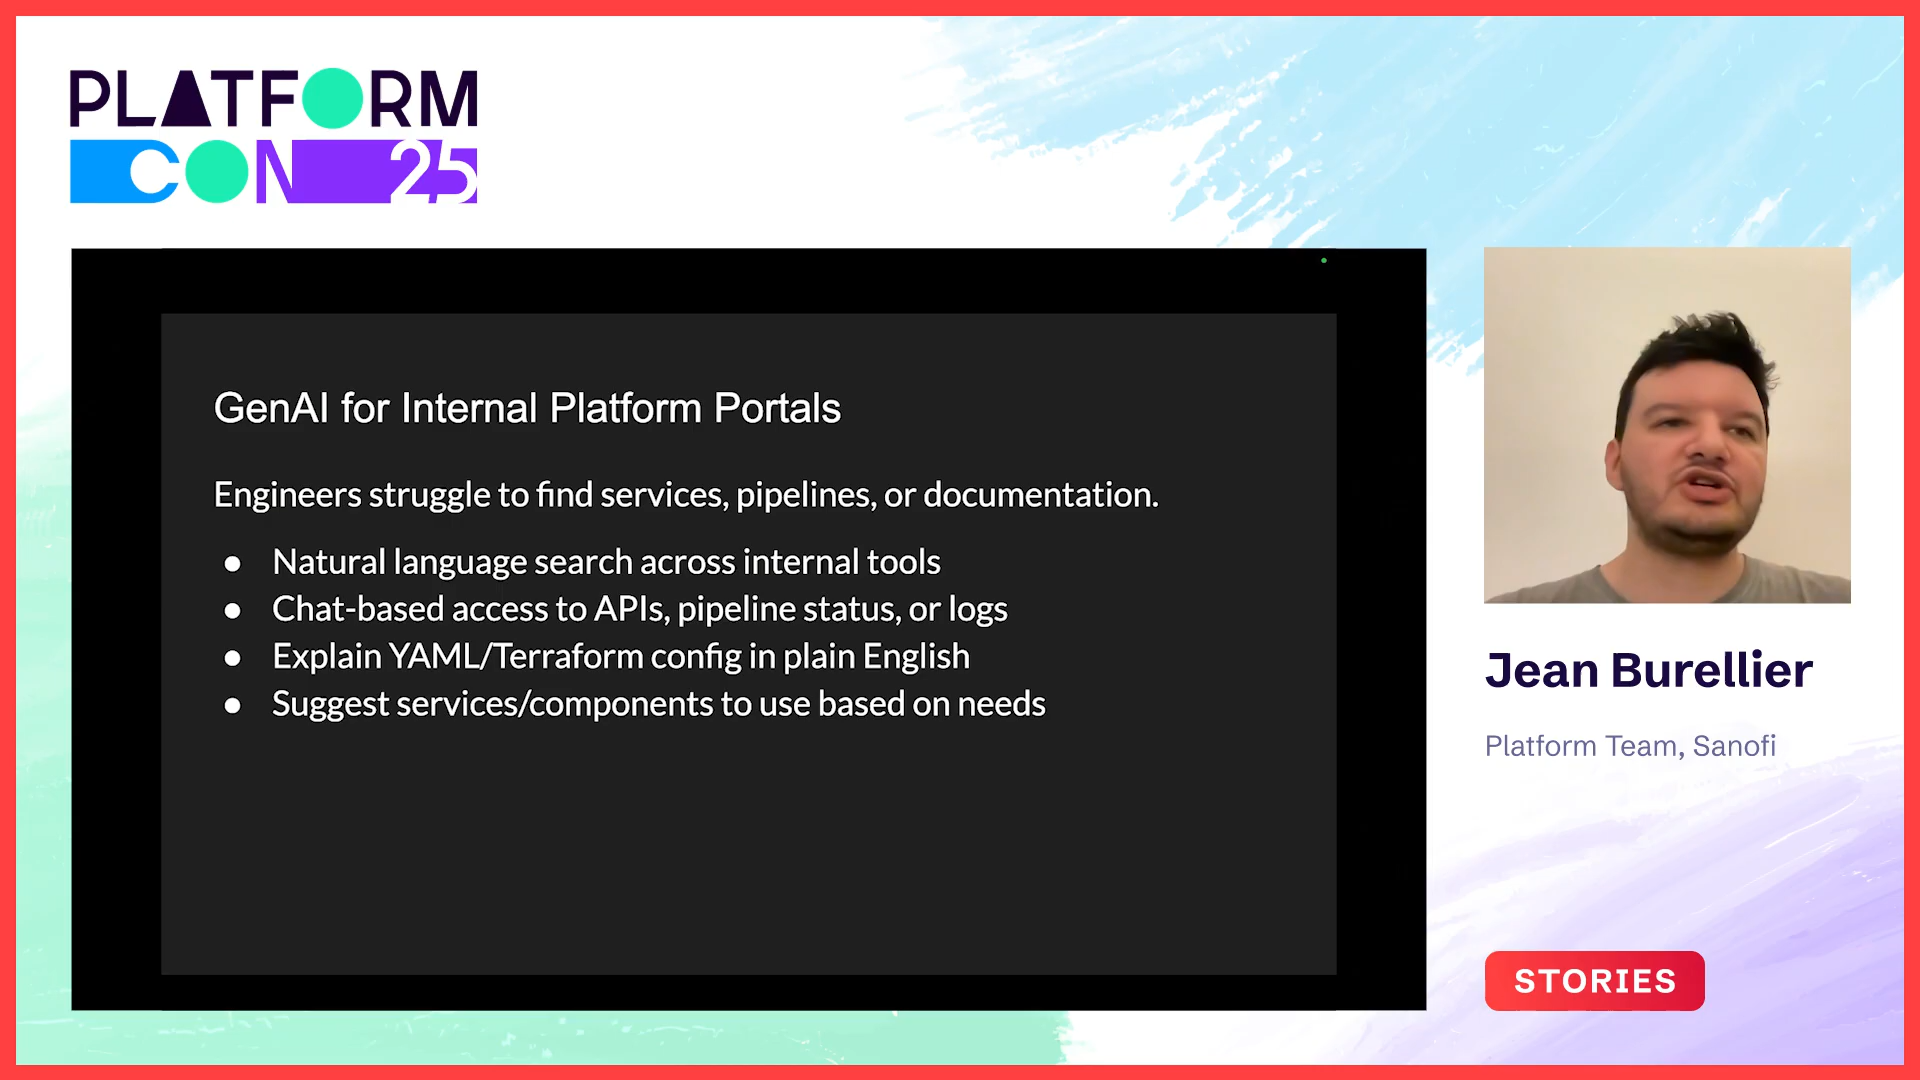 PLATFORM
CON 25
GenAI for Internal Platform Portals
Engineers struggle to find services, pipelines, or documentation.
● Natural language search across internal tools
● Chat-based access to APIs, pipeline status, or logs
● Explain YAML/Terraform config in plain English
● Suggest services/components to use based on needs
Jean Burellier
Platform Team, Sanofi
STORIES